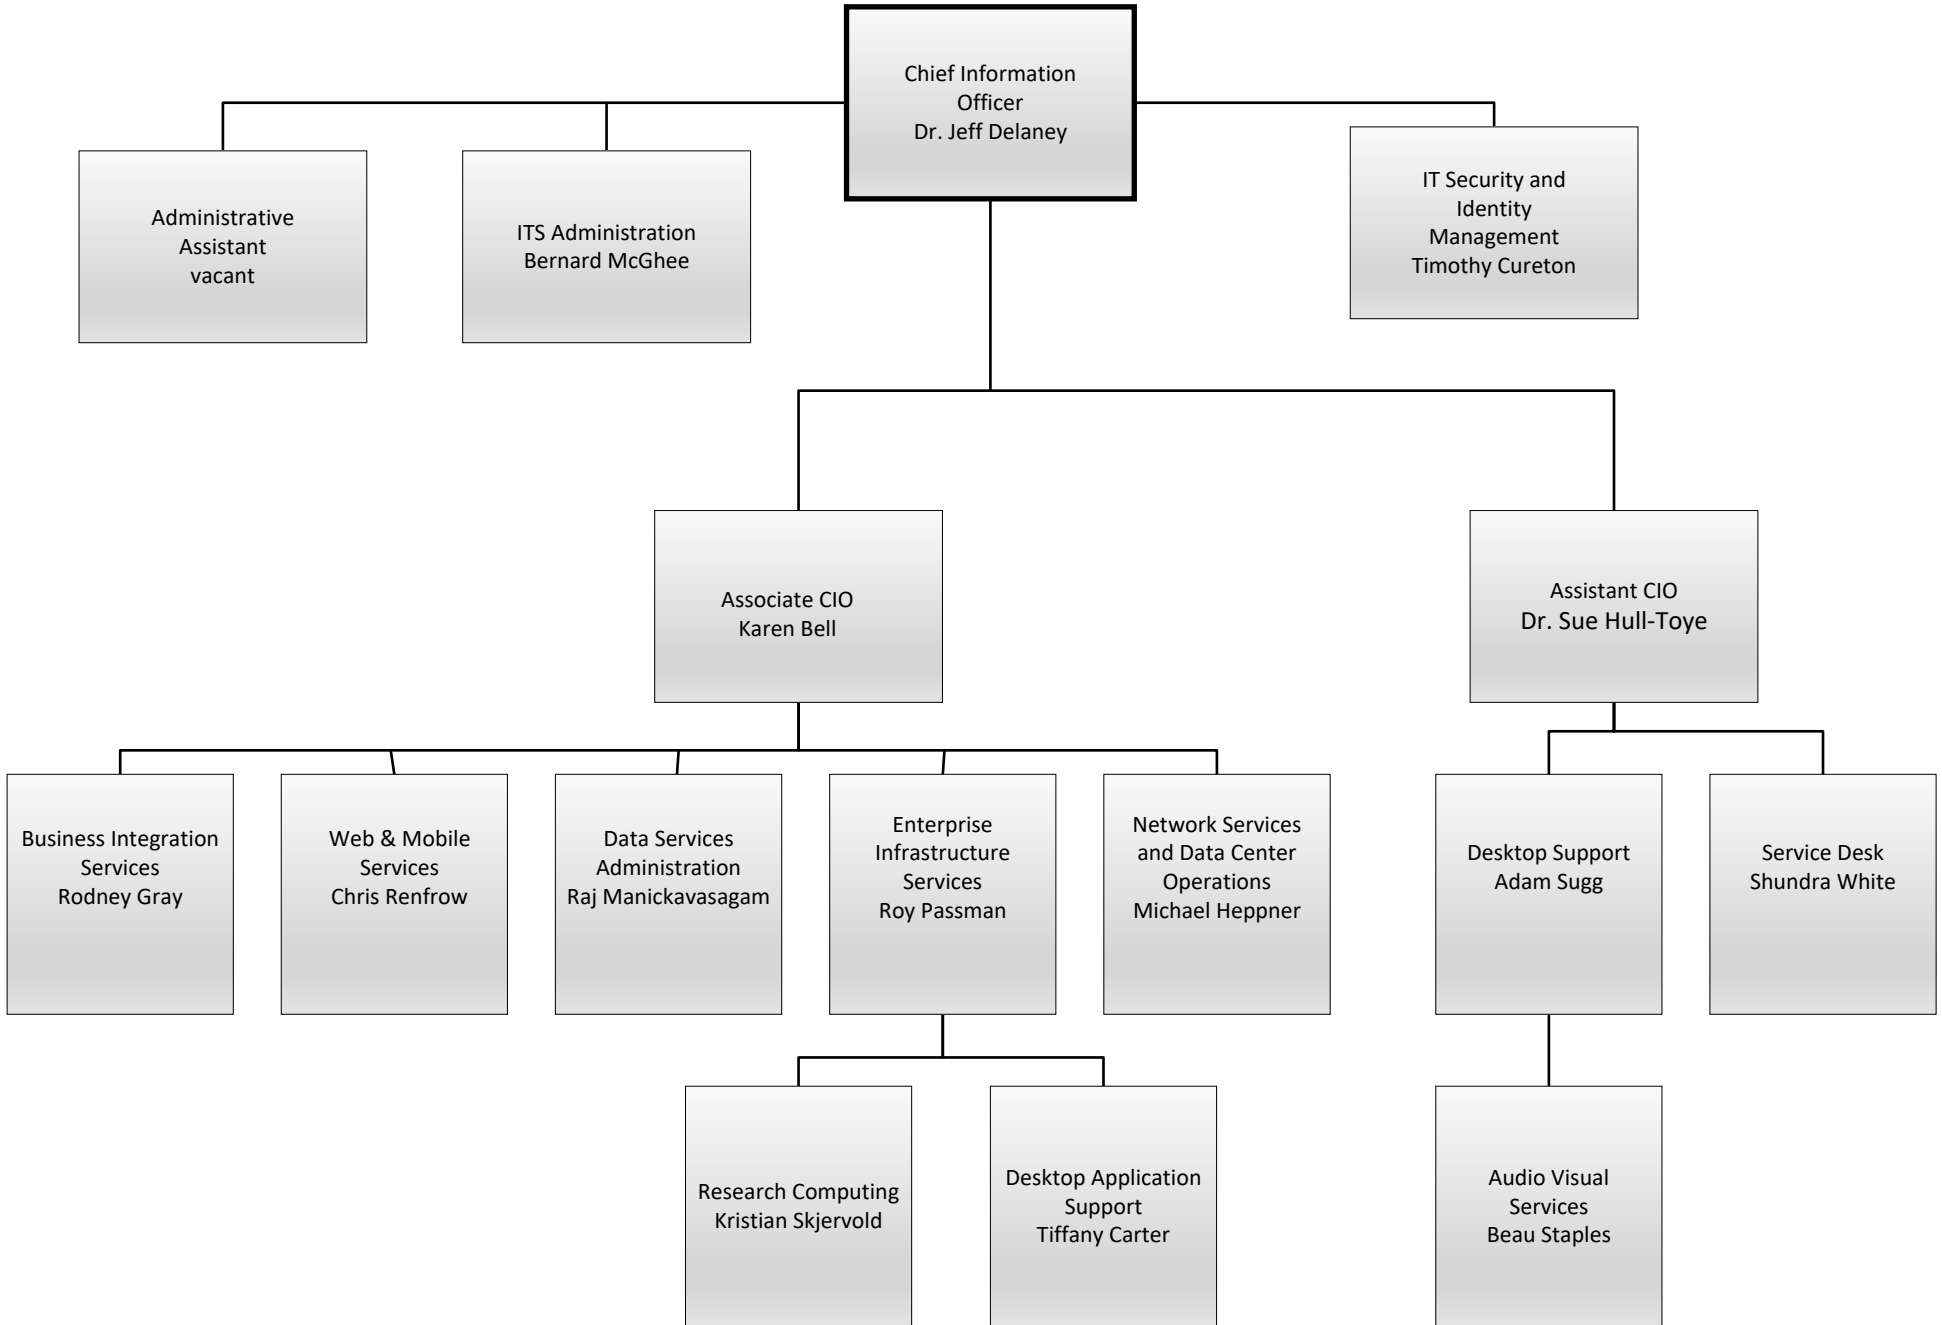 Chief Information
Officer
Dr. Jeff Delaney
Administrative
Assistant
vacant
ITS Administration
Bernard McGhee
IT Security and
Identity
Management
Timothy Cureton
Associate CIO
Karen Bell
Assistant CIO
Dr. Sue Hull-Toye
Business Integration
Services
Rodney Gray
Web & Mobile
Services
Chris Renfrow
Data Services
Administration
Raj Manickavasagam
Enterprise
Infrastructure
Services
Roy Passman
Network Services
and Data Center
Operations
Michael Heppner
Desktop Support
Adam Sugg
Service Desk
Shundra White
Research Computing
Kristian Skjervold
Desktop Application
Support
Tiffany Carter
Audio Visual
Services
Beau Staples